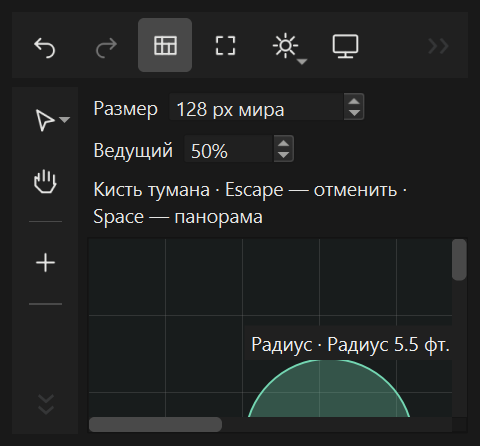 Размер 128 px мира
Ведущий 50%
Кисть тумана · Escape — отменить ·
Space — панорама
Радиус · Радиус 5.5 фт.